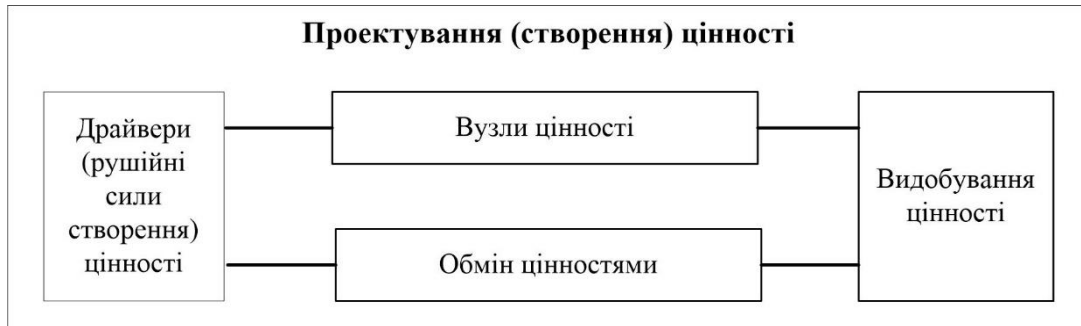 Проектування (створення) цінності
Драйвери
(рушійні
сили
створення)
цінності
Вузли цінності
Обмін цінностями
Видобування
цінності